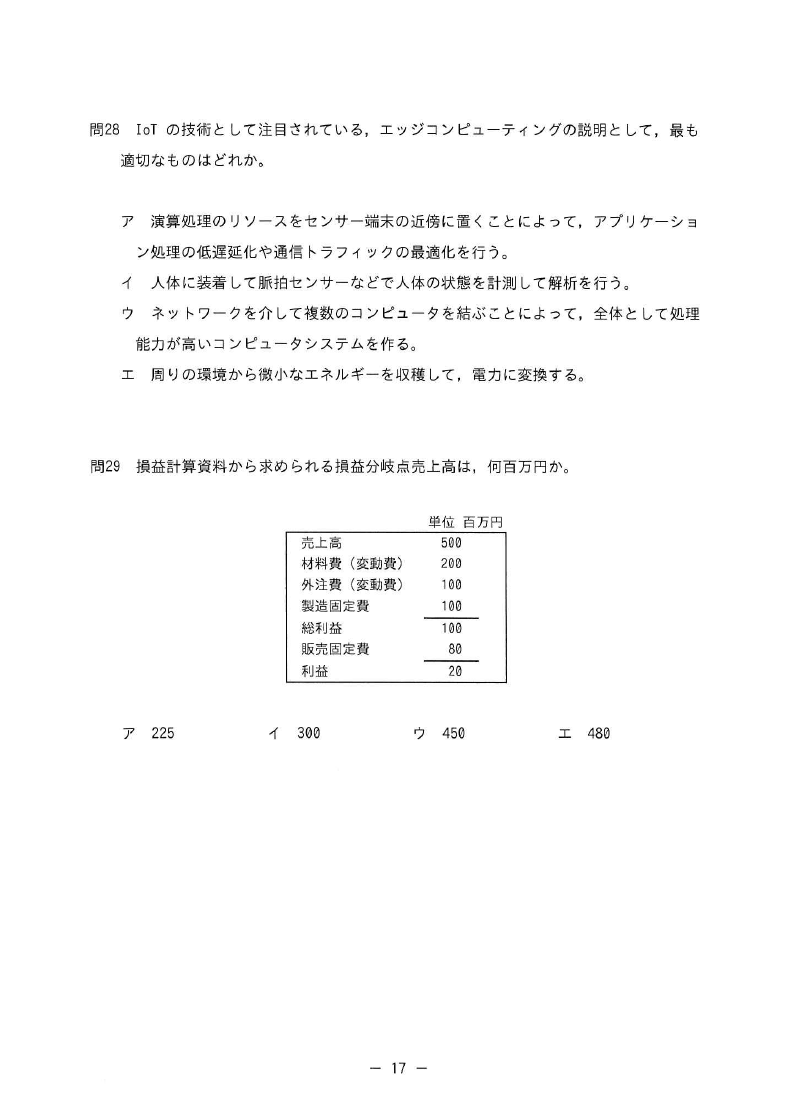 問28 IoT の技術として注目されている，エッジコンピューティングの説明として，最も
適切なものはどれか。
ア 演算処理のリソースをセンサー端末の近傍に置くことによって，アプリケーショ
ン処理の低遅延化や通信トラフィックの最適化を行う。
イ 人体に装着して脈拍センサーなどで人体の状態を計測して解析を行う。
ウ ネットワークを介して複数のコンピュータを結ぶことによって，全体として処理
能力が高いコンピュータシステムを作る。
エ 周りの環境から微小なエネルギーを収穫して，電力に変換する。
問29 損益計算資料から求められる損益分岐点売上高は，何百万円か。
単位 百万円
売上高 500
材料費（変動費） 200
外注費（変動費） 100
製造固定費 100
総利益 100
販売固定費 80
利益 20
ア 225 イ 300 ウ 450 エ 480
－ 17 －